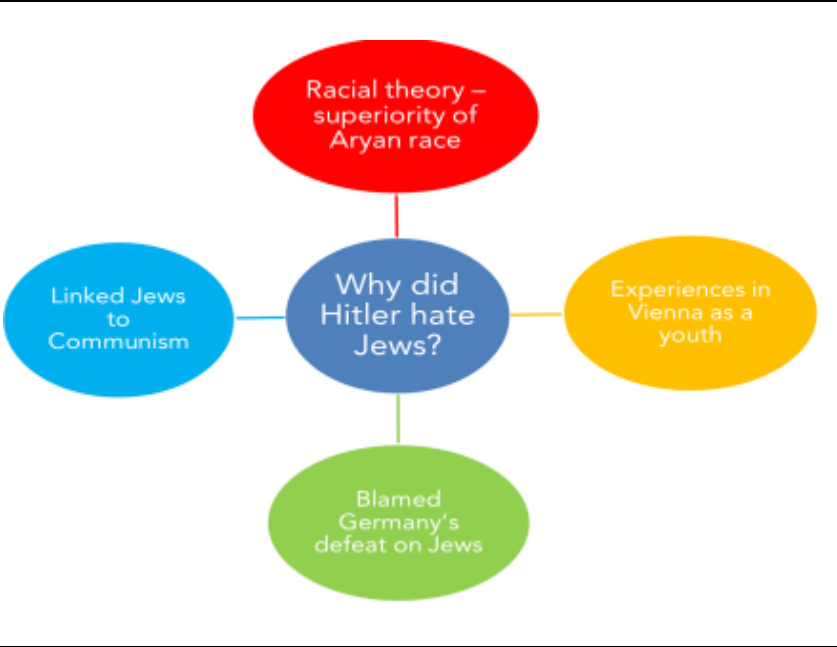 Racial theory –
superiority of
Aryan race
Why did
Hitler hate
Jews?
Linked Jews
to
Communism
Experiences in
Vienna as a
youth
Blamed
Germany's
defeat on Jews